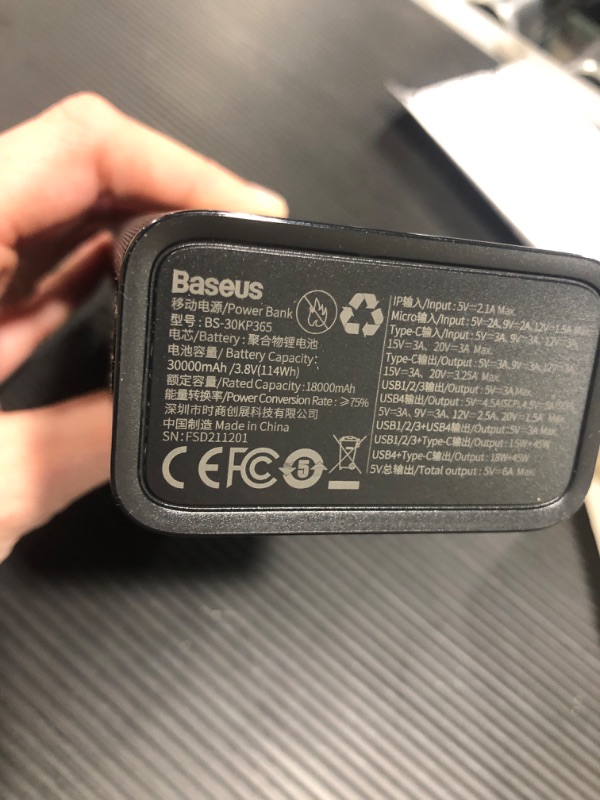 Baseus
移动电源/Power Bank
型号: BS-30KP365
电芯/Battery: 聚合物锂电池
电池容量/ Battery Capacity:
30000mAh /3.8V(114Wh)
额定容量/Rated Capacity: 18000mAh
能量转换率/Power Conversion Rate: ≥75%
深圳市时商创展科技有限公司
中国制造 Made in China
SN: FSD211201
CE FC 5
IP输入/Input: 5V⎓2.1A Max.
Micro输入/Input: 5V⎓2A, 9V⎓2A, 12V⎓1.5A Max.
Type-C输入/Input: 5V⎓3A, 9V⎓3A, 12V⎓3A,
15V⎓3A、20V⎓3A Max.
Type-C输出/Output: 5V⎓3A, 9V⎓3A, 12V⎓3A,
15V⎓3A、20V⎓3.25A Max.
USB1/2/3输出/Output: 5V⎓3A Max.
USB4输出/Output: 5V⎓4.5A(SCP),
5V⎓3A、9V⎓3A、12V⎓2.5A、20V⎓1.5A Max.
USB1/2/3+USB4输出/Output: 5V⎓3A Max.
USB1/2/3+Type-C输出/Output: 15W+45W
USB4+Type-C输出/Output: 18W+45W
5V总输出/Total output: 5V⎓6A Max.